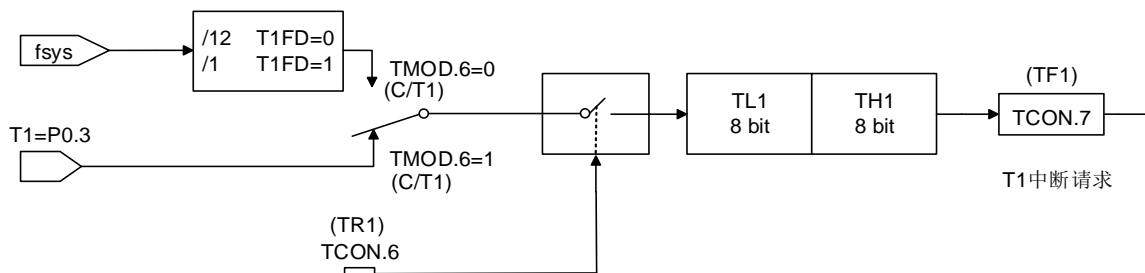 fsys
/12 T1FD=0
/1 T1FD=1
TMOD.6=0
(C/T1)
T1=P0.3
TMOD.6=1
(C/T1)
(TR1)
TCON.6
TL1
8 bit
TH1
8 bit
(TF1)
TCON.7
T1中断请求